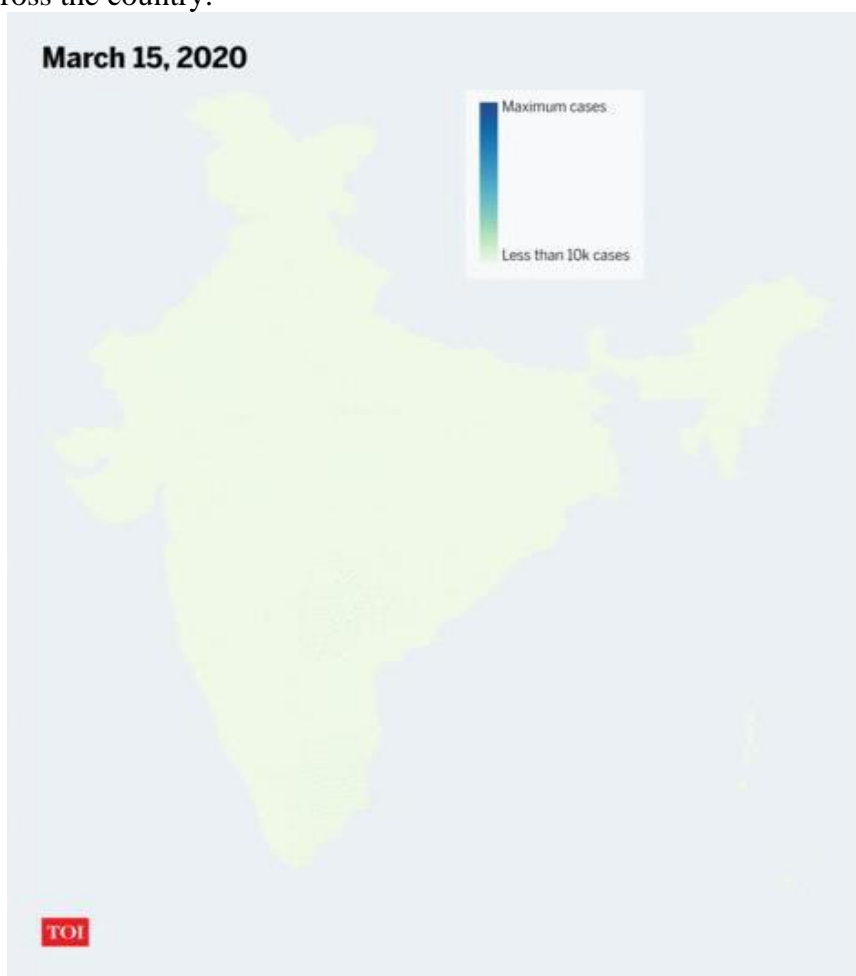 ross the country.
March 15, 2020
Maximum cases
Less than 10k cases
TOI